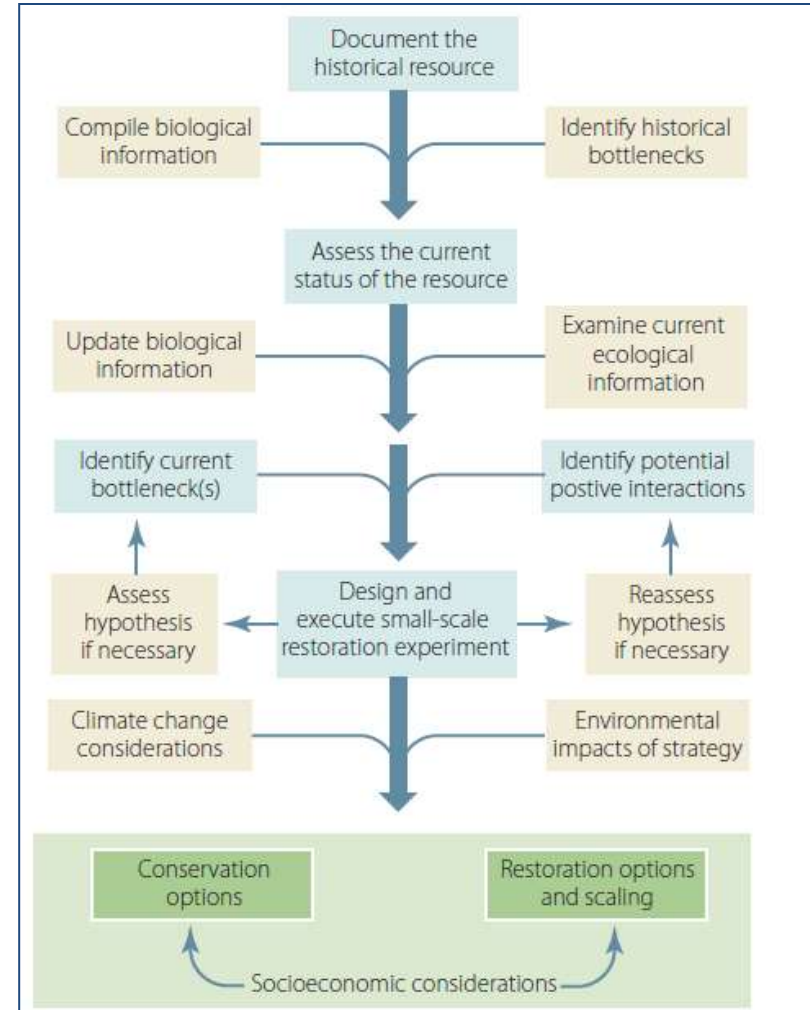 Document the
historical resource
Compile biological
information
Identify historical
bottlenecks
Assess the current
status of the resource
Update biological
information
Examine current
ecological
information
Identify current
bottleneck(s)
Identify potential
postive interactions
Assess
hypothesis
if necessary
Design and
execute small-scale
restoration experiment
Reassess
hypothesis
if necessary
Climate change
considerations
Environmental
impacts of strategy
Conservation
options
Restoration options
and scaling
Socioeconomic considerations